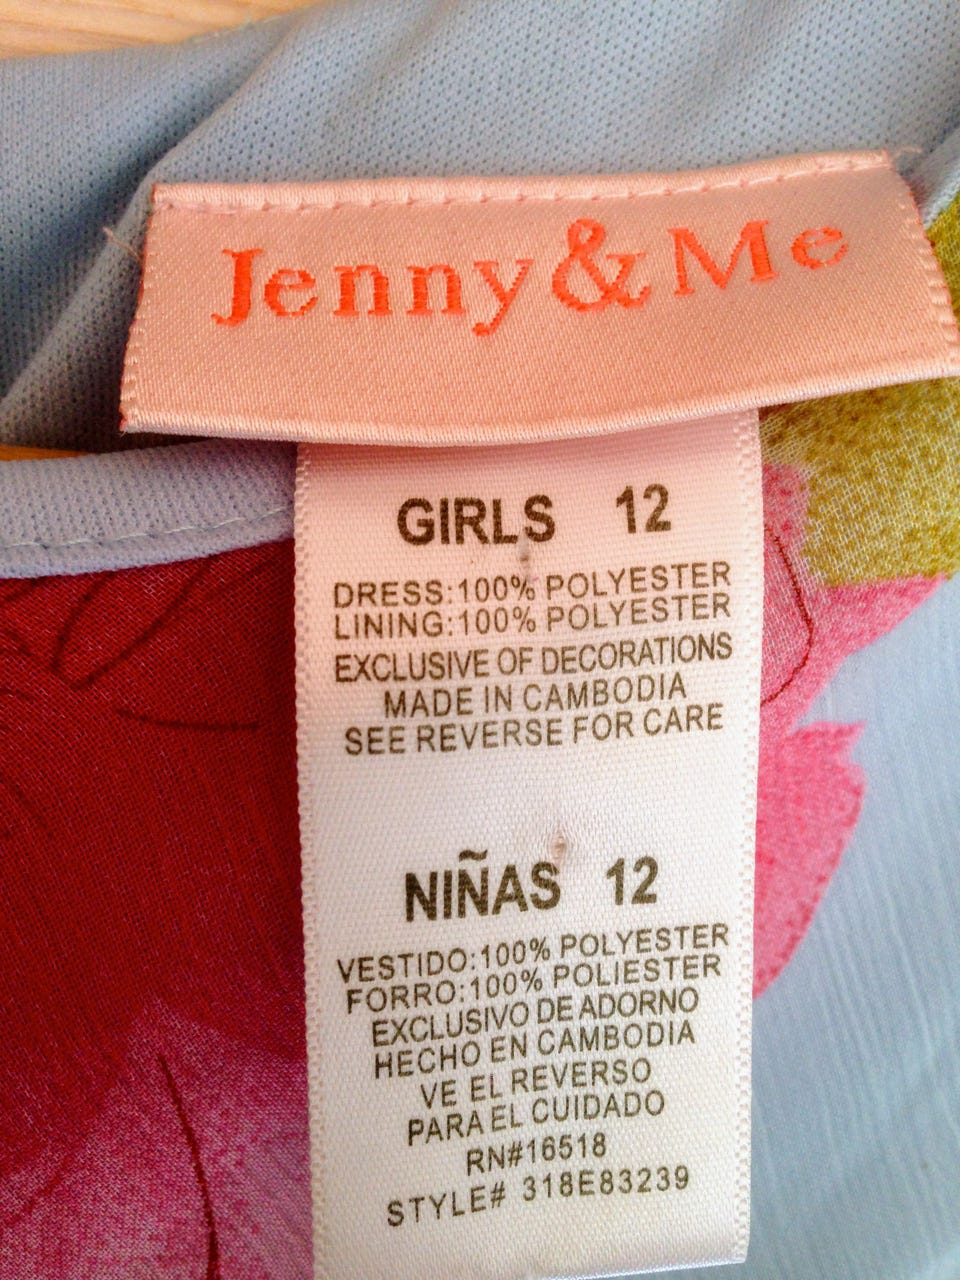 Jenny&Me
GIRLS 12
DRESS:100% POLYESTER
LINING:100% POLYESTER
EXCLUSIVE OF DECORATIONS
MADE IN CAMBODIA
SEE REVERSE FOR CARE
NIÑAS 12
VESTIDO:100% POLYESTER
FORRO:100% POLIESTER
EXCLUSIVO DE ADORNO
HECHO EN CAMBODIA
VE EL REVERSO
PARA EL CUIDADO
RN#16518
STYLE# 318E83239